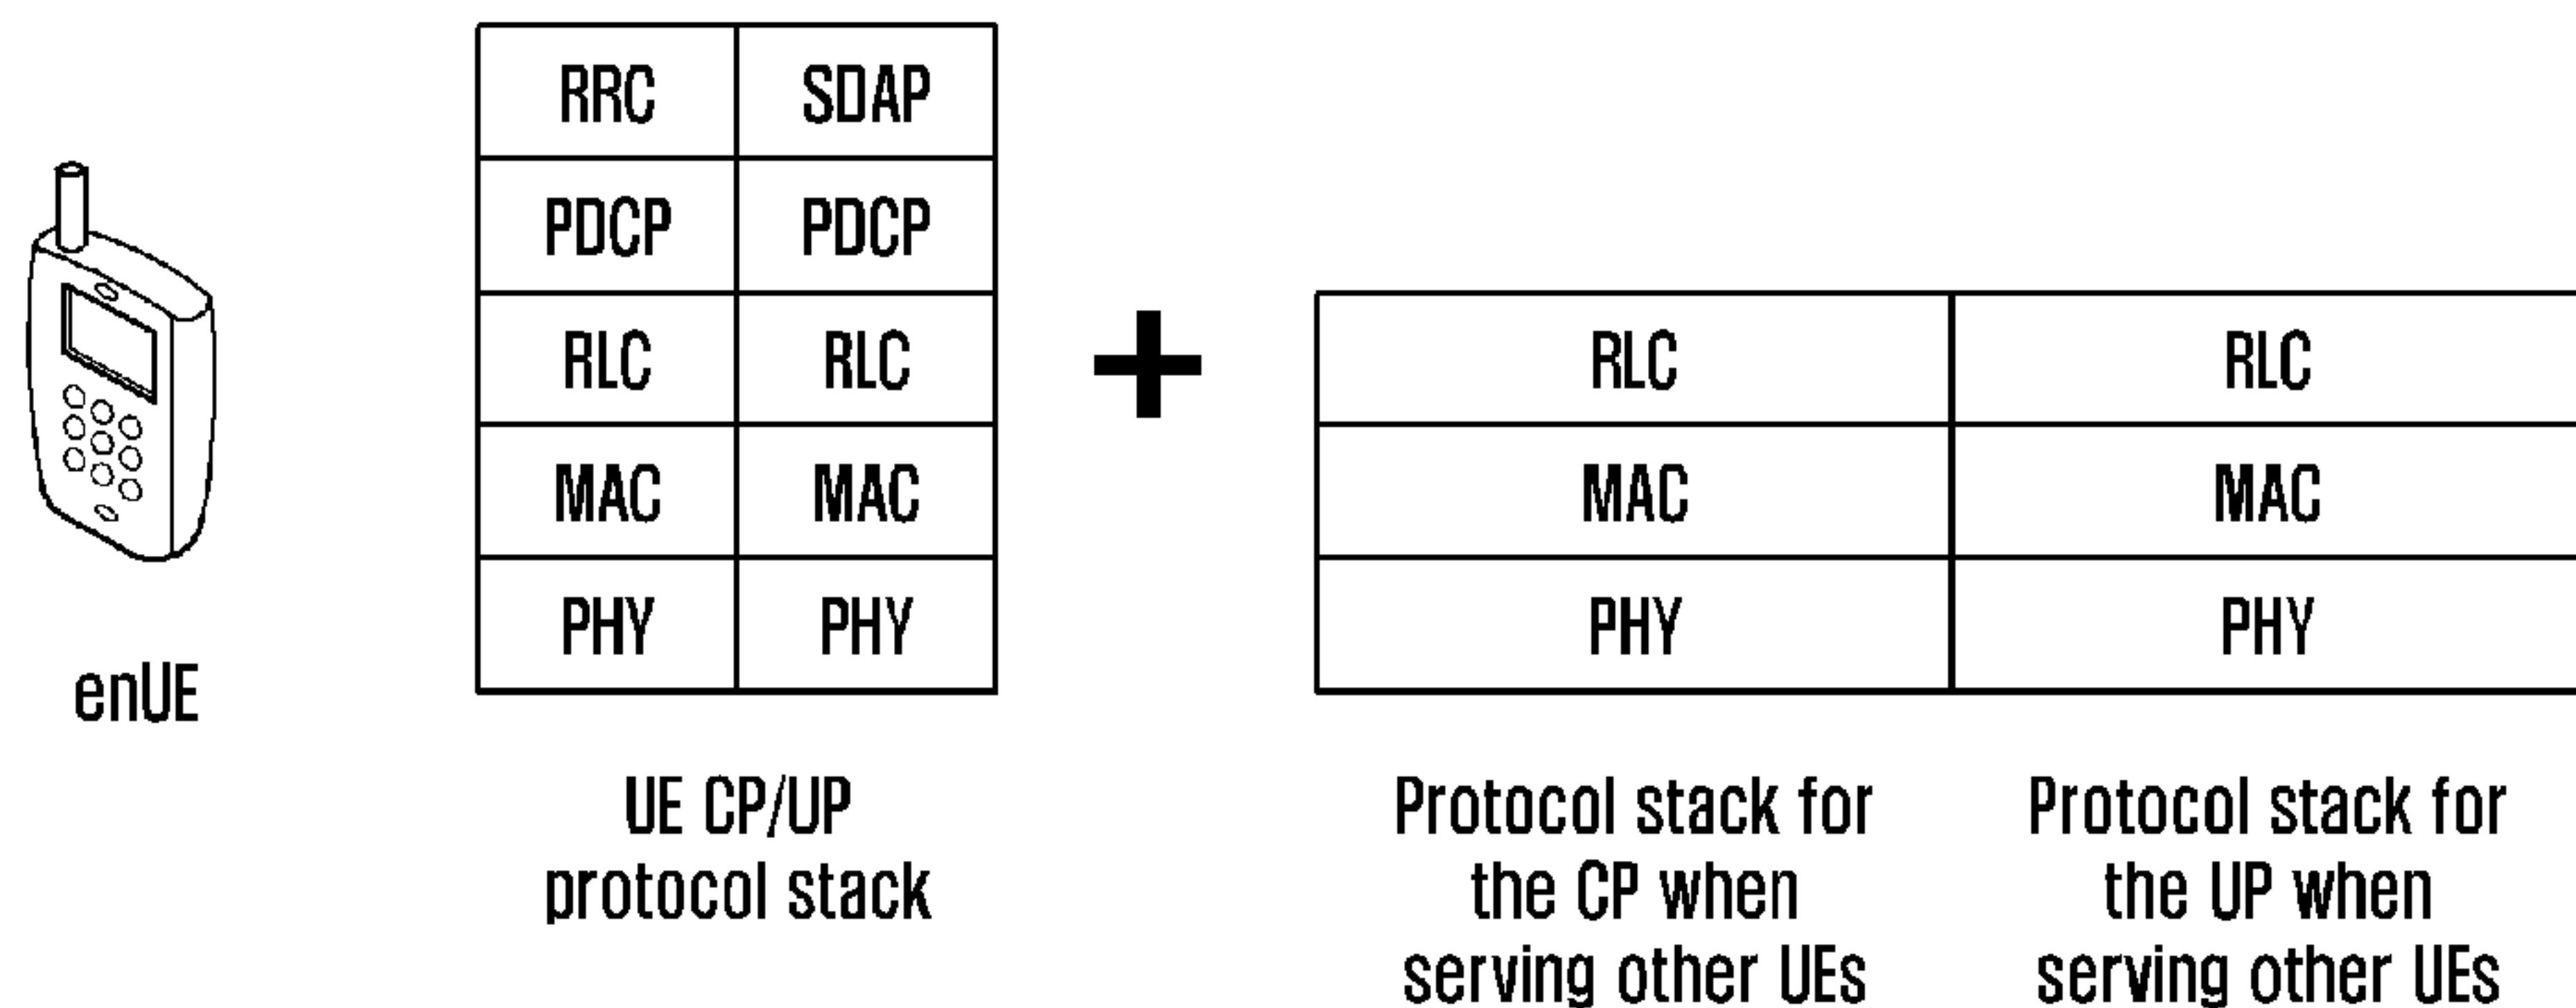 RRC SDAP
PDCP PDCP
RLC RLC RLC RLC
MAC MAC MAC MAC
PHY PHY PHY PHY
enUE
UE CP/UP
protocol stack
Protocol stack for
the CP when
serving other UEs
Protocol stack for
the UP when
serving other UEs